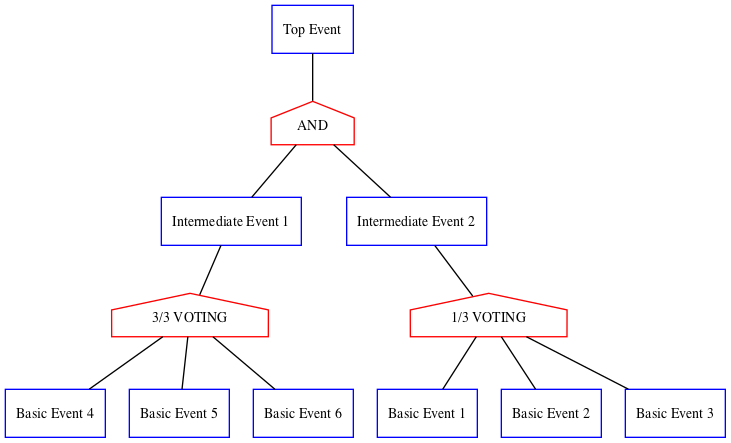 Top Event
AND
Intermediate Event 1
Intermediate Event 2
3/3 VOTING
1/3 VOTING
Basic Event 4
Basic Event 5
Basic Event 6
Basic Event 1
Basic Event 2
Basic Event 3